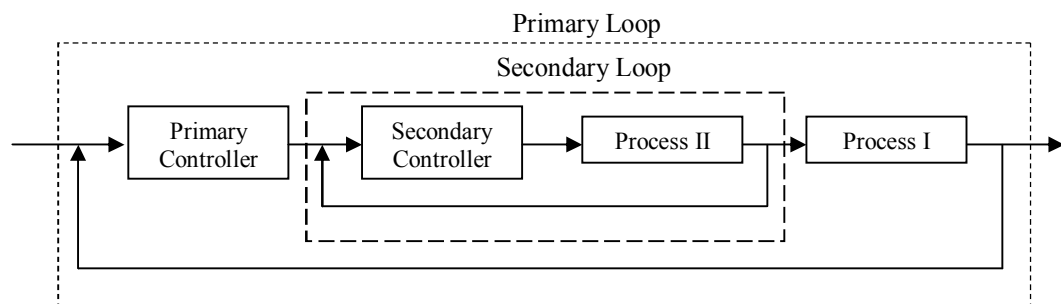 Primary Loop
Secondary Loop
Primary
Controller
Secondary
Controller
Process II
Process I